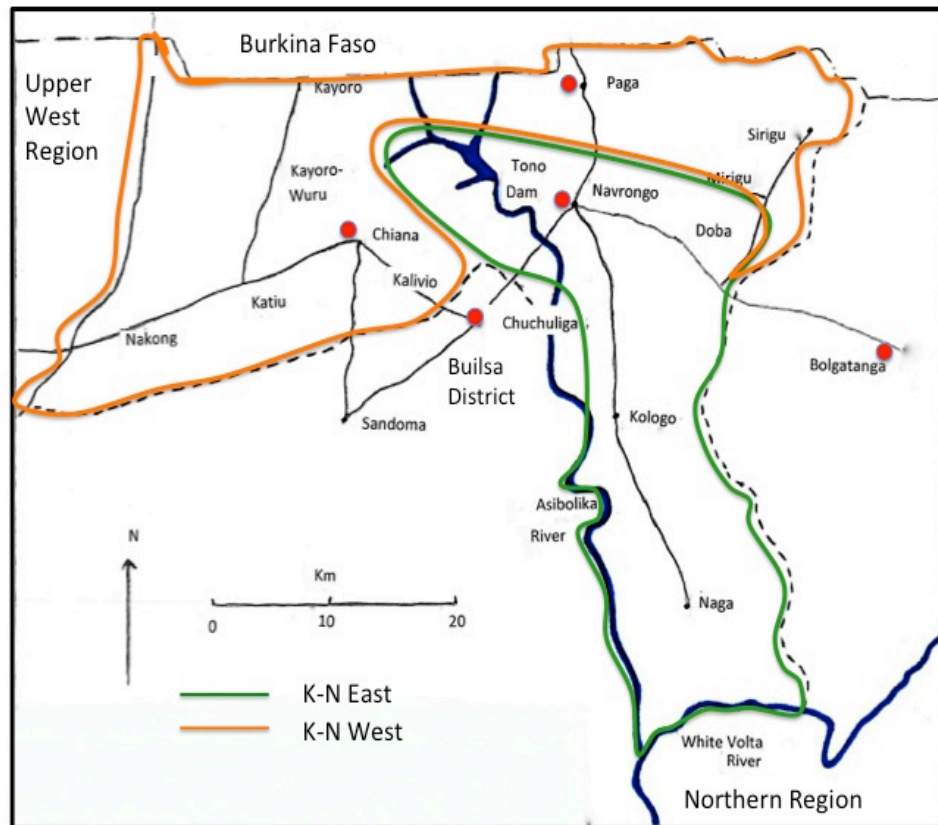 Burkina Faso
Upper
West
Region
Kayoro
Paga
Sirigu
Kayoro-
Wuru
Tono
Dam
Mirigu
Navrongo
Doba
Chiana
Kalivio
Katiu
Nakong
Chuchuliga
Builsa
District
Bolgatanga
Sandoma
Kologo
Asibolika
River
N
Km
0
10
20
Naga
K-N East
K-N West
White Volta
River
Northern Region